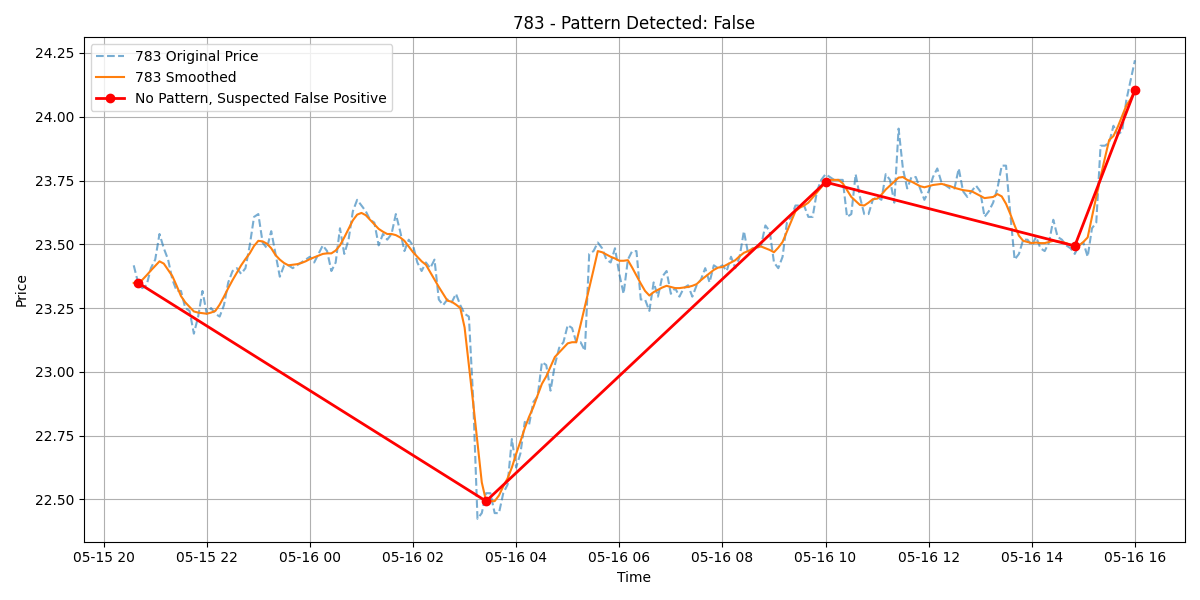 783 - Pattern Detected: False
783 Original Price
783 Smoothed
No Pattern, Suspected False Positive
Price
24.25
24.00
23.75
23.50
23.25
23.00
22.75
22.50
05-15 20 05-15 22 05-16 00 05-16 02 05-16 04 05-16 06 05-16 08 05-16 10 05-16 12 05-16 14 05-16 16
Time